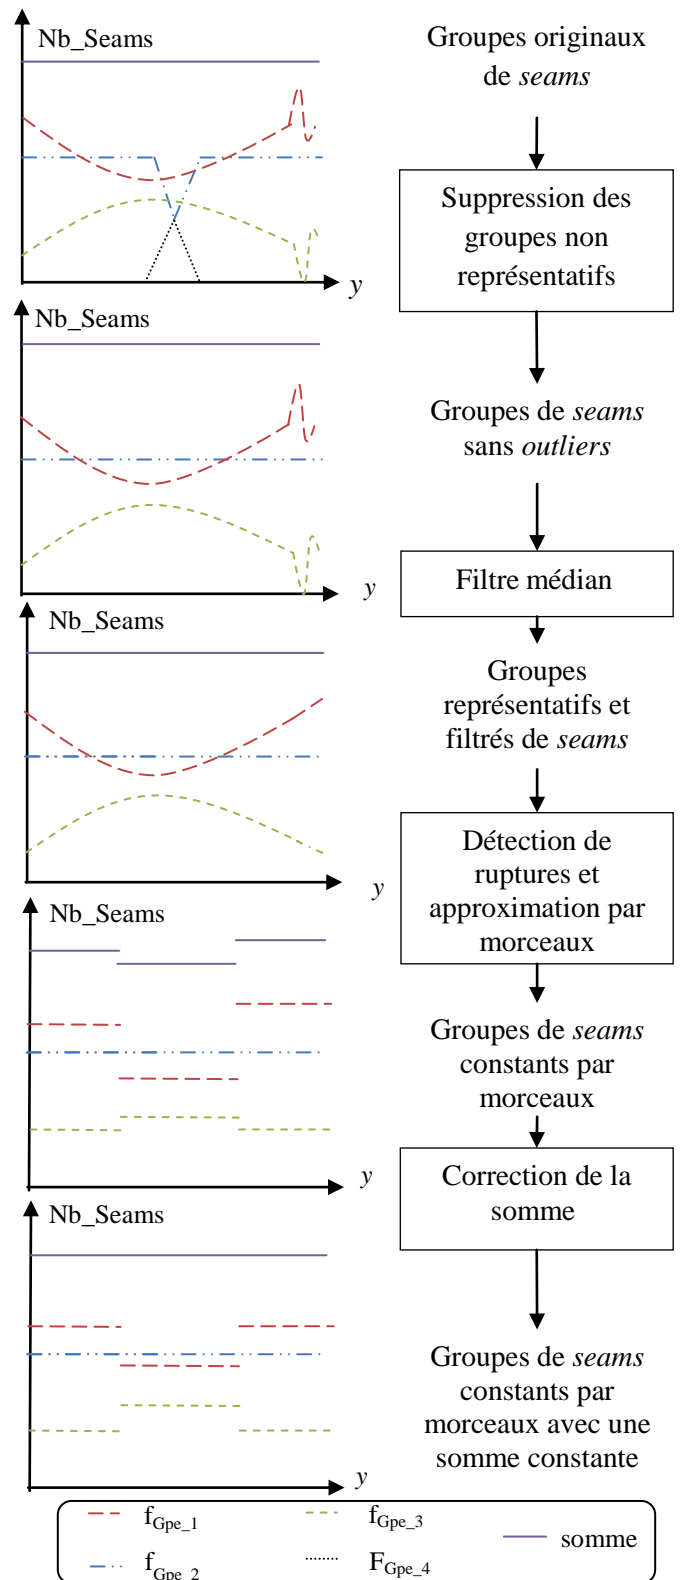 Nb_Seams
Groupes originaux
de seams
Suppression des
groupes non
représentatifs
y
Nb_Seams
Groupes de seams
sans outliers
y
Filtre médian
Nb_Seams
Groupes
représentatifs et
filtrés de seams
y
Détection de
ruptures et
approximation par
morceaux
Nb_Seams
Groupes de seams
constants par
morceaux
y
Correction de la
somme
Nb_Seams
Groupes de seams
constants par
morceaux avec une
somme constante
y
fGpe_1
fGpe_3
somme
fGpe_2
FGpe_4